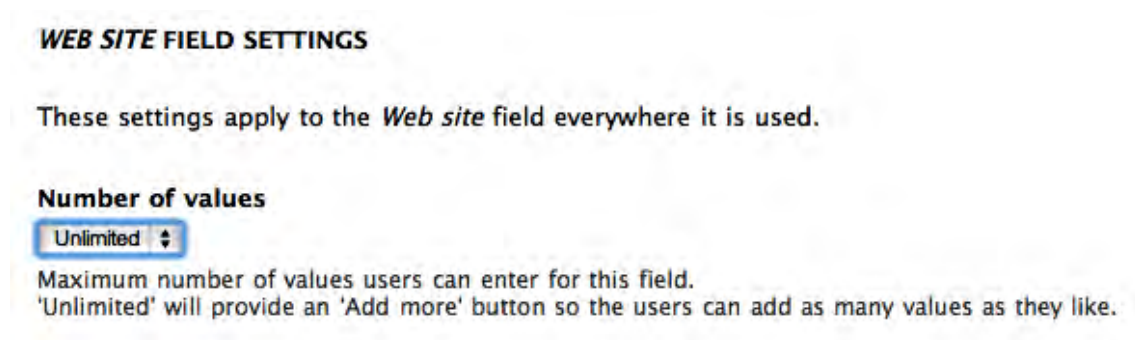 WEB SITE FIELD SETTINGS
These settings apply to the Web site field everywhere it is used.
Number of values
Unlimited
Maximum number of values users can enter for this field.
'Unlimited' will provide an 'Add more' button so the users can add as many values as they like.